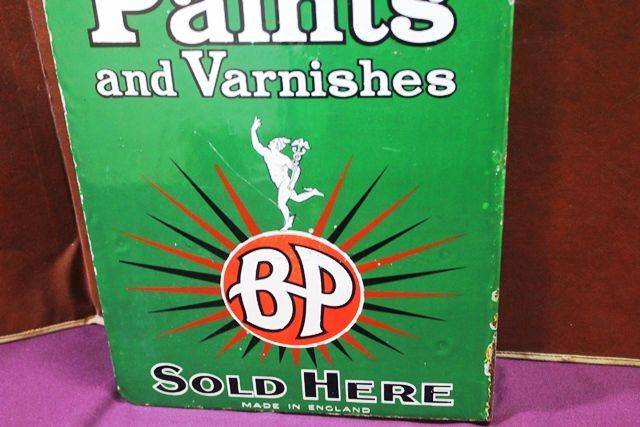 Paints
and Varnishes
BP
SOLD HERE
MADE IN ENGLAND